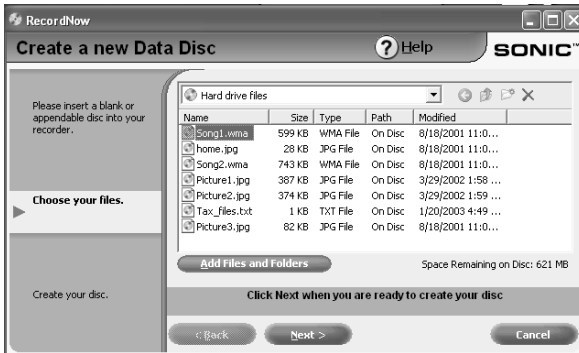 RecordNow
Create a new Data Disc
? Help
SONIC™
Please insert a blank or
appendable disc into your
recorder.
Choose your files.
Create your disc.
Hard drive files
Name Size Type Path Modified
Song1.wma 599 KB WMA File On Disc 8/18/2001 11:0...
home.jpg 28 KB JPG File On Disc 8/18/2001 11:0...
Song2.wma 743 KB WMA File On Disc 8/18/2001 11:0...
Picture1.jpg 387 KB JPG File On Disc 3/29/2002 1:58 ...
Picture2.jpg 374 KB JPG File On Disc 3/29/2002 1:59 ...
Tax_files.txt 1 KB TXT File On Disc 1/20/2003 4:49 ...
Picture3.jpg 82 KB JPG File On Disc 8/18/2001 11:0...
Add Files and Folders
Space Remaining on Disc: 621 MB
Click Next when you are ready to create your disc
< Back
Next >
Cancel